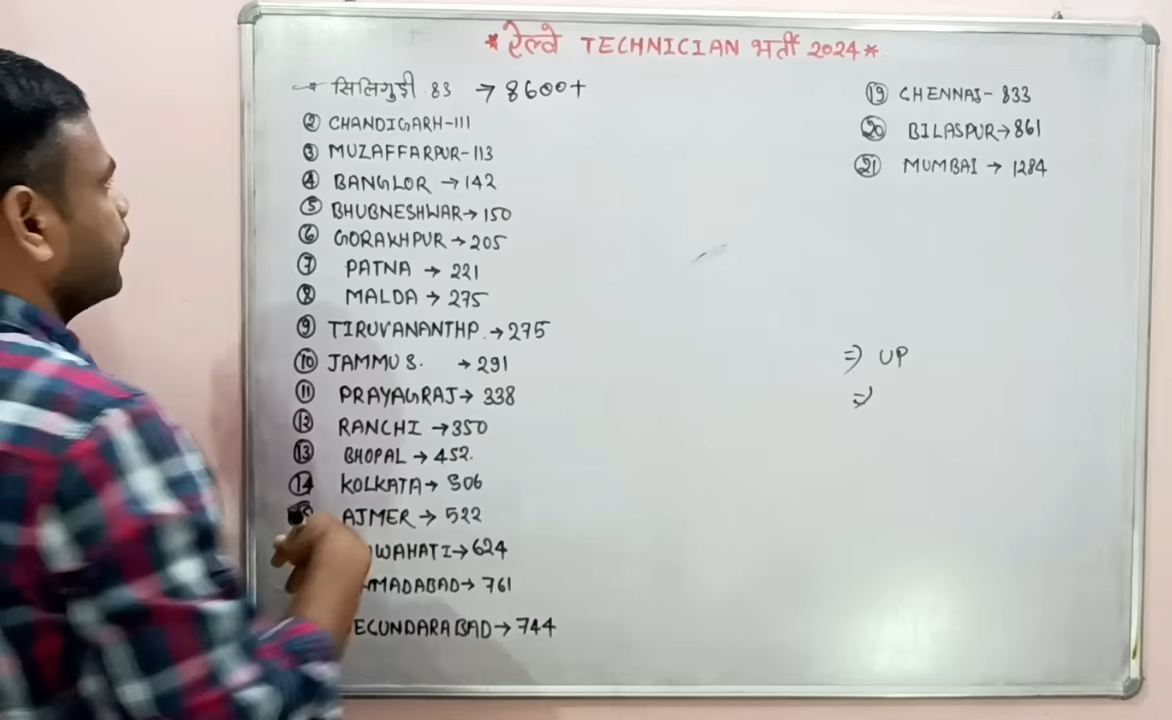 * रेल्वे TECHNICIAN भर्ती 2024 *
* सिलिगुड़ी 83 → 8600+
② CHANDIGARH-111
③ MUZAFFARPUR-113
④ BANGLOR → 142
⑤ BHUBNESHWAR → 150
⑥ GORAKHPUR → 205
⑦ PATNA → 221
⑧ MALDA → 275
⑨ TIRUVANANTHP. → 275
⑩ JAMMU S. → 291
⑪ PRAYAGRAJ → 338
⑫ RANCHI → 350
⑬ BHOPAL → 452.
⑭ KOLKATA → 506
AJMER → 522
WAHATI → 624
MADABAD → 761
ECUNDARABAD → 744
⑲ CHENNAI - 833
⑳ BILASPUR → 861
㉑ MUMBAI → 1284
⇒ UP
⇒